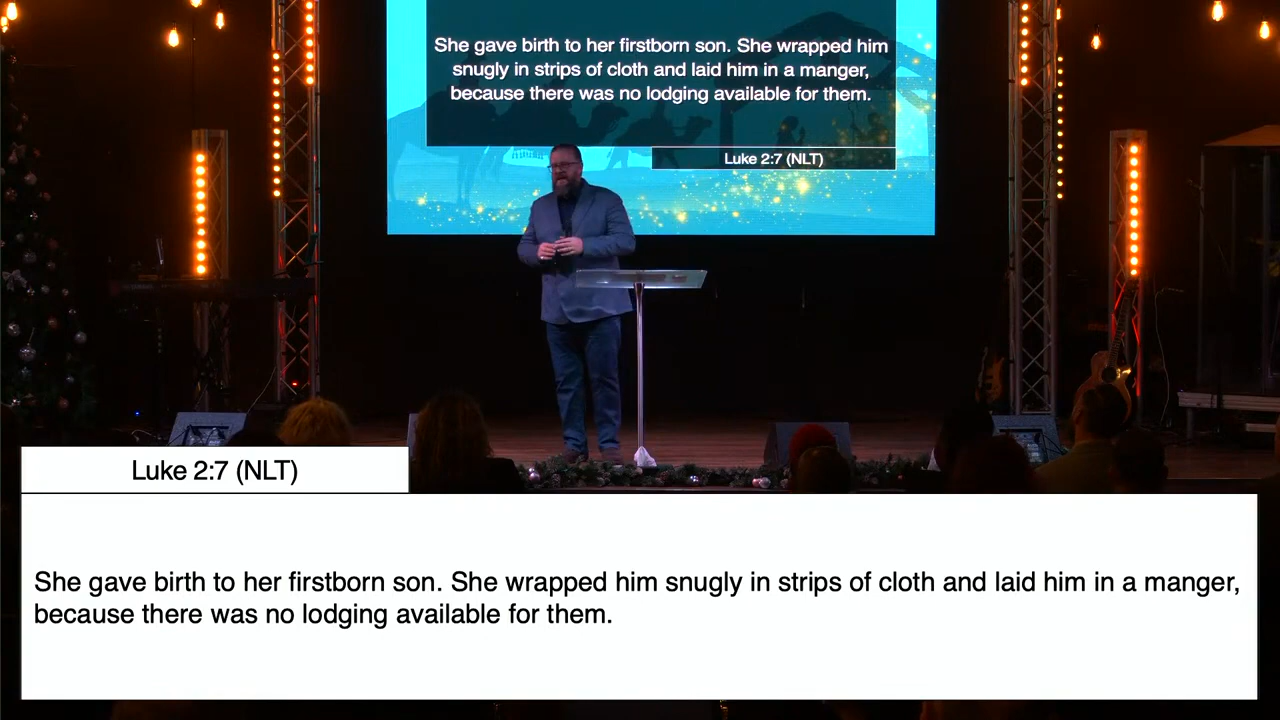 She gave birth to her firstborn son. She wrapped him
snugly in strips of cloth and laid him in a manger,
because there was no lodging available for them.
Luke 2:7 (NLT)
Luke 2:7 (NLT)
She gave birth to her firstborn son. She wrapped him snugly in strips of cloth and laid him in a manger,
because there was no lodging available for them.